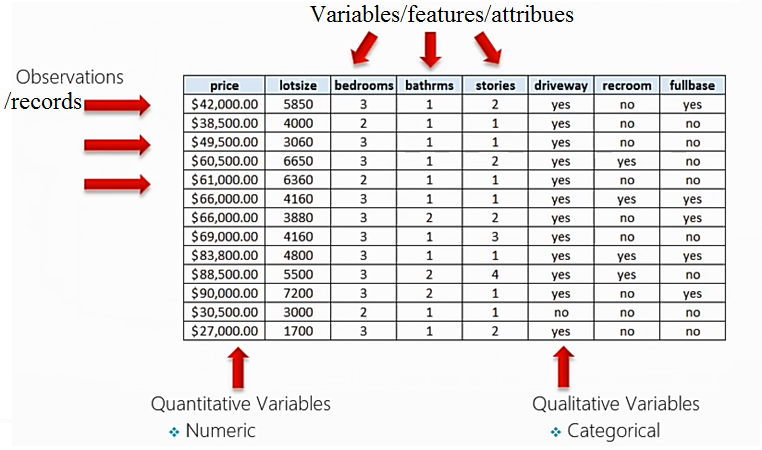 Variables/features/attribues
Observations
/records
price lotsize bedrooms bathrms stories driveway recroom fullbase
$42,000.00 5850 3 1 2 yes no yes
$38,500.00 4000 2 1 1 yes no no
$49,500.00 3060 3 1 1 yes no no
$60,500.00 6650 3 1 2 yes yes no
$61,000.00 6360 2 1 1 yes no no
$66,000.00 4160 3 1 1 yes yes yes
$66,000.00 3880 3 2 2 yes no yes
$69,000.00 4160 3 1 3 yes no no
$83,800.00 4800 3 1 1 yes yes yes
$88,500.00 5500 3 2 4 yes yes no
$90,000.00 7200 3 2 1 yes no yes
$30,500.00 3000 2 1 1 no no no
$27,000.00 1700 3 1 2 yes no no
Quantitative Variables
❖ Numeric
Qualitative Variables
❖ Categorical